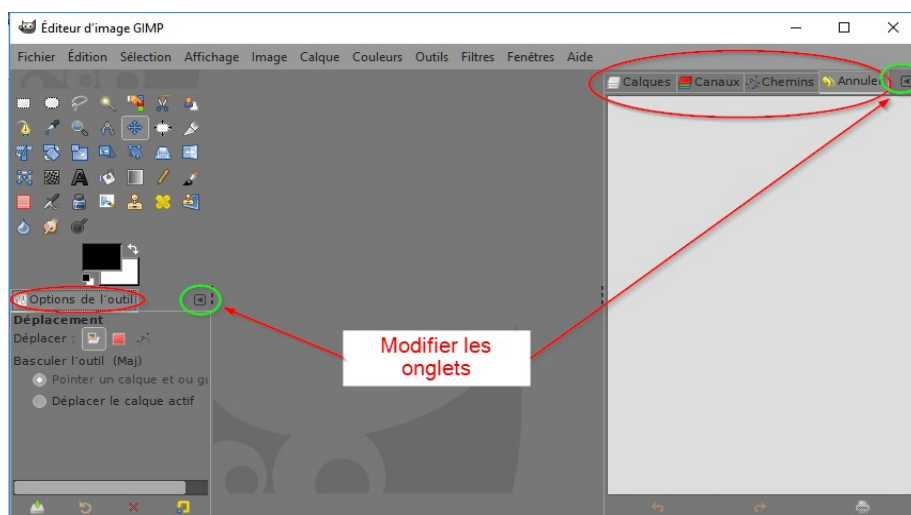 Éditeur d'image GIMP
Fichier Édition Sélection Affichage Image Calque Couleurs Outils Filtres Fenêtres Aide
Calques Canaux Chemins Annuler
Options de l'outil
Déplacement
Déplacer :
Basculer l'outil (Maj)
Pointer un calque et ou gu
Déplacer le calque actif
Modifier les
onglets